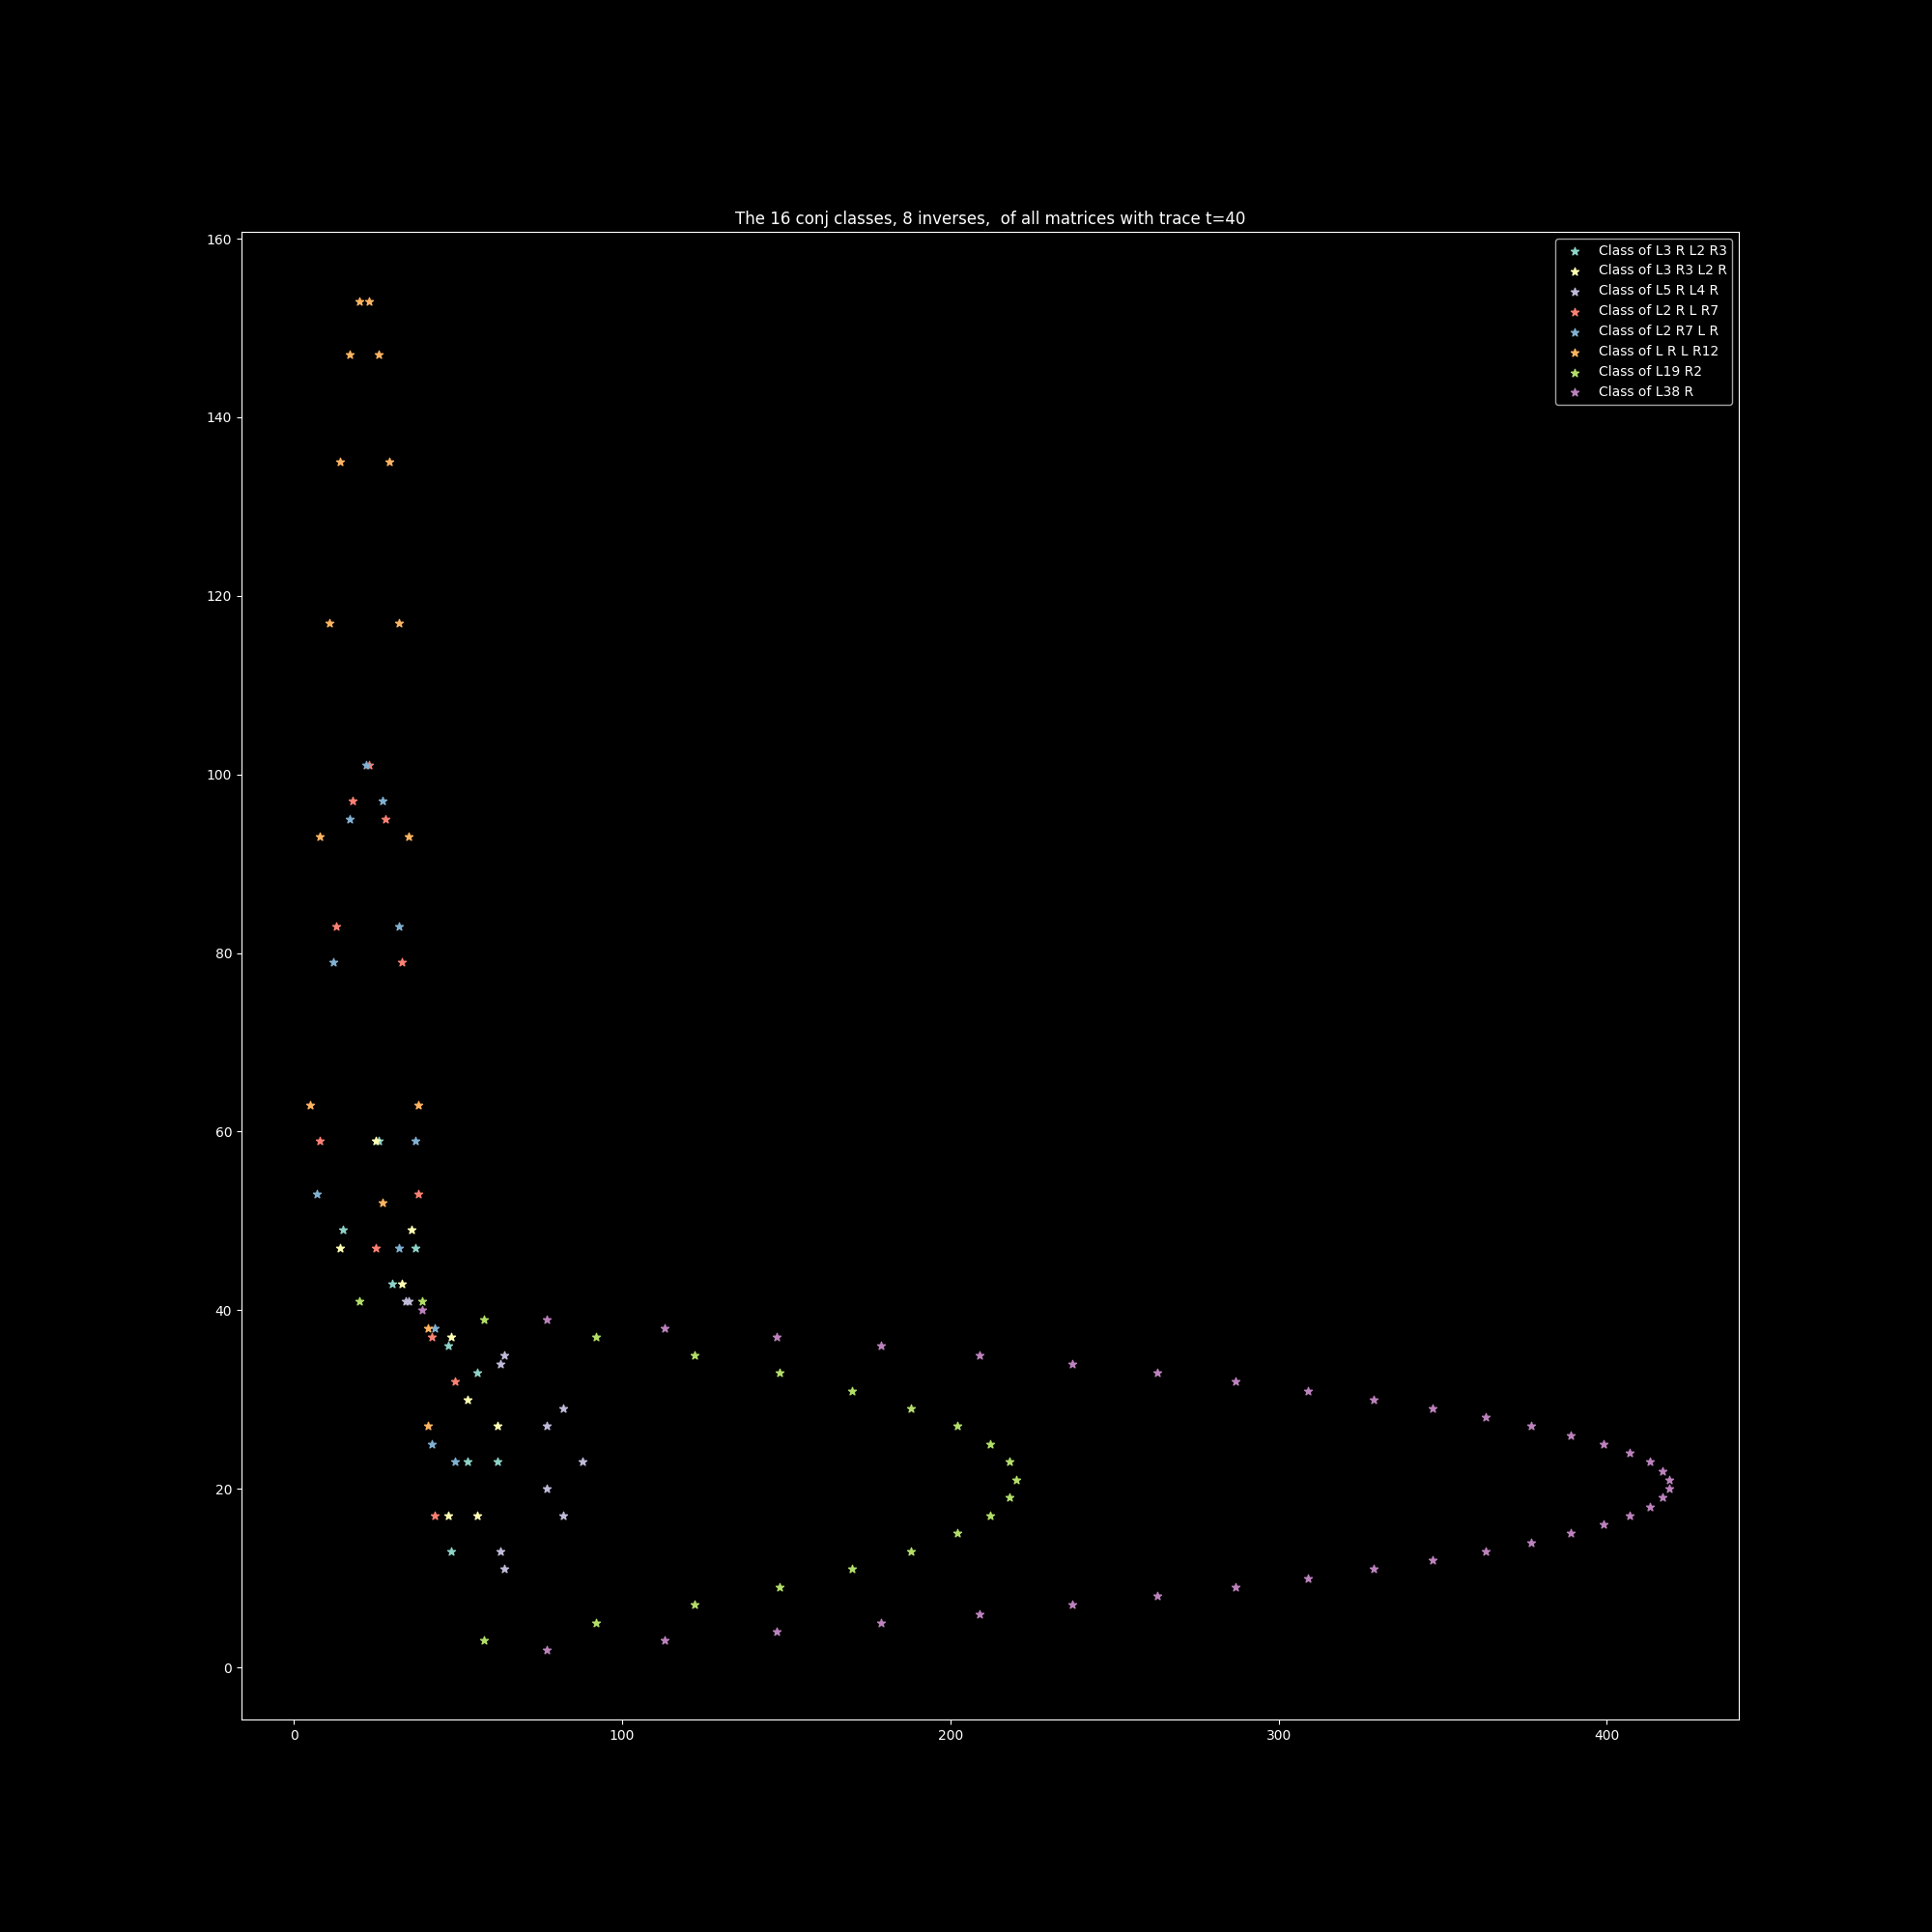 The 16 conj classes, 8 inverses,  of all matrices with trace t=40
160
140
120
100
80
60
40
20
0
0 100 200 300 400
Class of L3 R L2 R3
Class of L3 R3 L2 R
Class of L5 R L4 R
Class of L2 R L R7
Class of L2 R7 L R
Class of L R L R12
Class of L19 R2
Class of L38 R